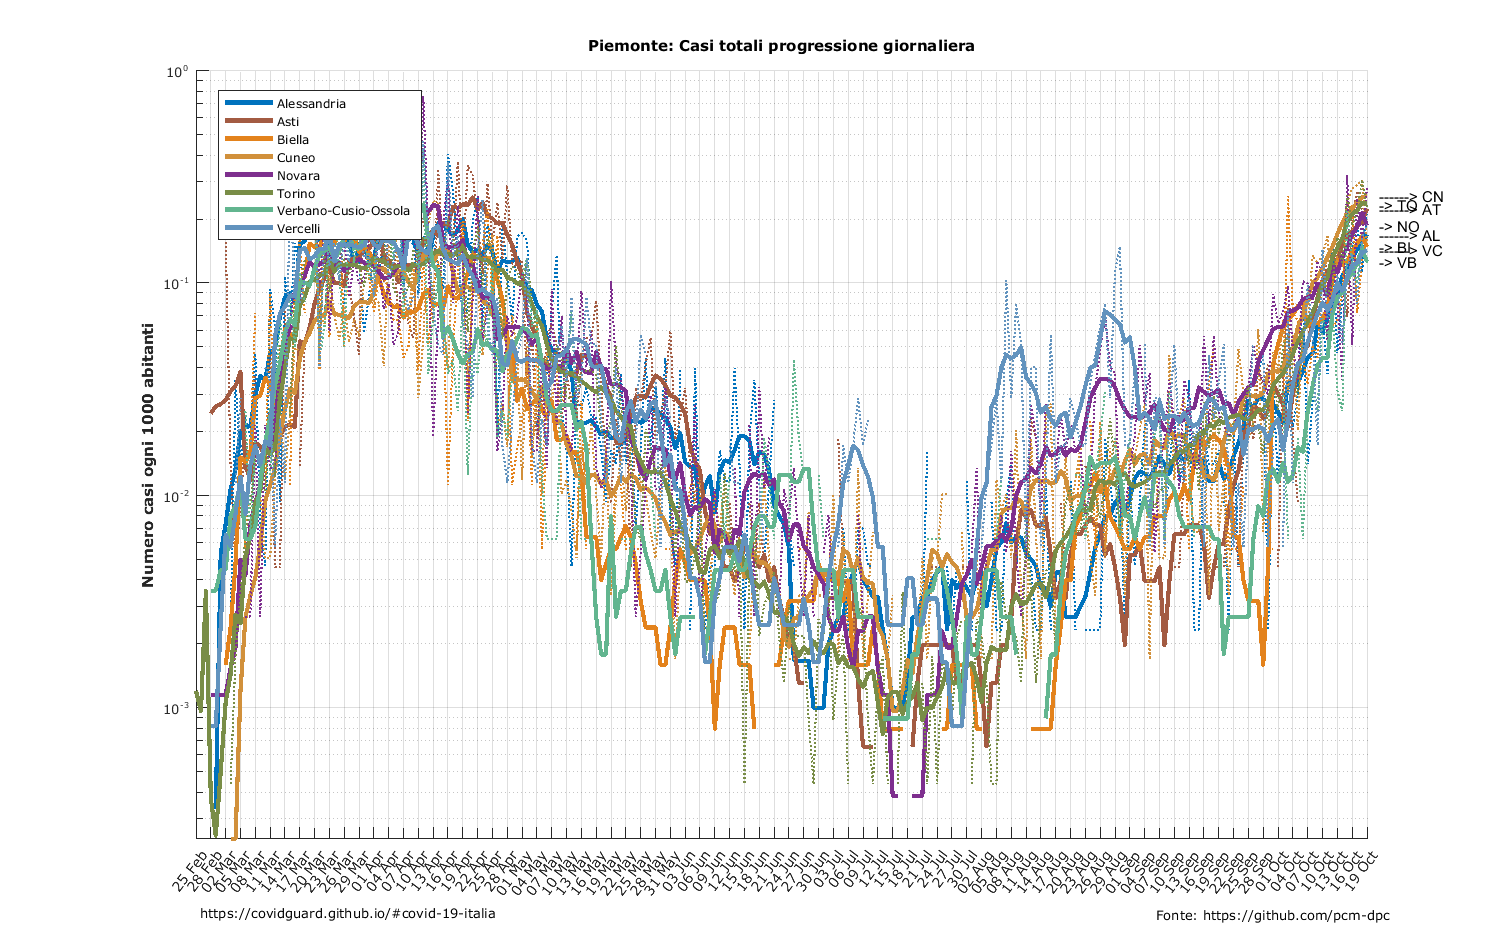 Piemonte: Casi totali progressione giornaliera
10^0
10^-1
10^-2
10^-3
Numero casi ogni 1000 abitanti
Alessandria
Asti
Biella
Cuneo
Novara
Torino
Verbano-Cusio-Ossola
Vercelli
------> CN
-> TO
------> AT
-> NO
------> AL
-> BI
------> VC
-> VB
25 Feb
28 Feb
02 Mar
05 Mar
08 Mar
11 Mar
14 Mar
17 Mar
20 Mar
23 Mar
26 Mar
29 Mar
01 Apr
04 Apr
07 Apr
10 Apr
13 Apr
16 Apr
19 Apr
22 Apr
25 Apr
28 Apr
01 May
04 May
07 May
10 May
13 May
16 May
19 May
22 May
25 May
28 May
31 May
03 Jun
06 Jun
09 Jun
12 Jun
15 Jun
18 Jun
21 Jun
24 Jun
27 Jun
30 Jun
03 Jul
06 Jul
09 Jul
12 Jul
15 Jul
18 Jul
21 Jul
24 Jul
27 Jul
30 Jul
02 Aug
05 Aug
08 Aug
11 Aug
14 Aug
17 Aug
20 Aug
23 Aug
26 Aug
29 Aug
01 Sep
04 Sep
07 Sep
10 Sep
13 Sep
16 Sep
19 Sep
22 Sep
25 Sep
28 Sep
01 Oct
04 Oct
07 Oct
10 Oct
13 Oct
16 Oct
19 Oct
https://covidguard.github.io/#covid-19-italia
Fonte: https://github.com/pcm-dpc